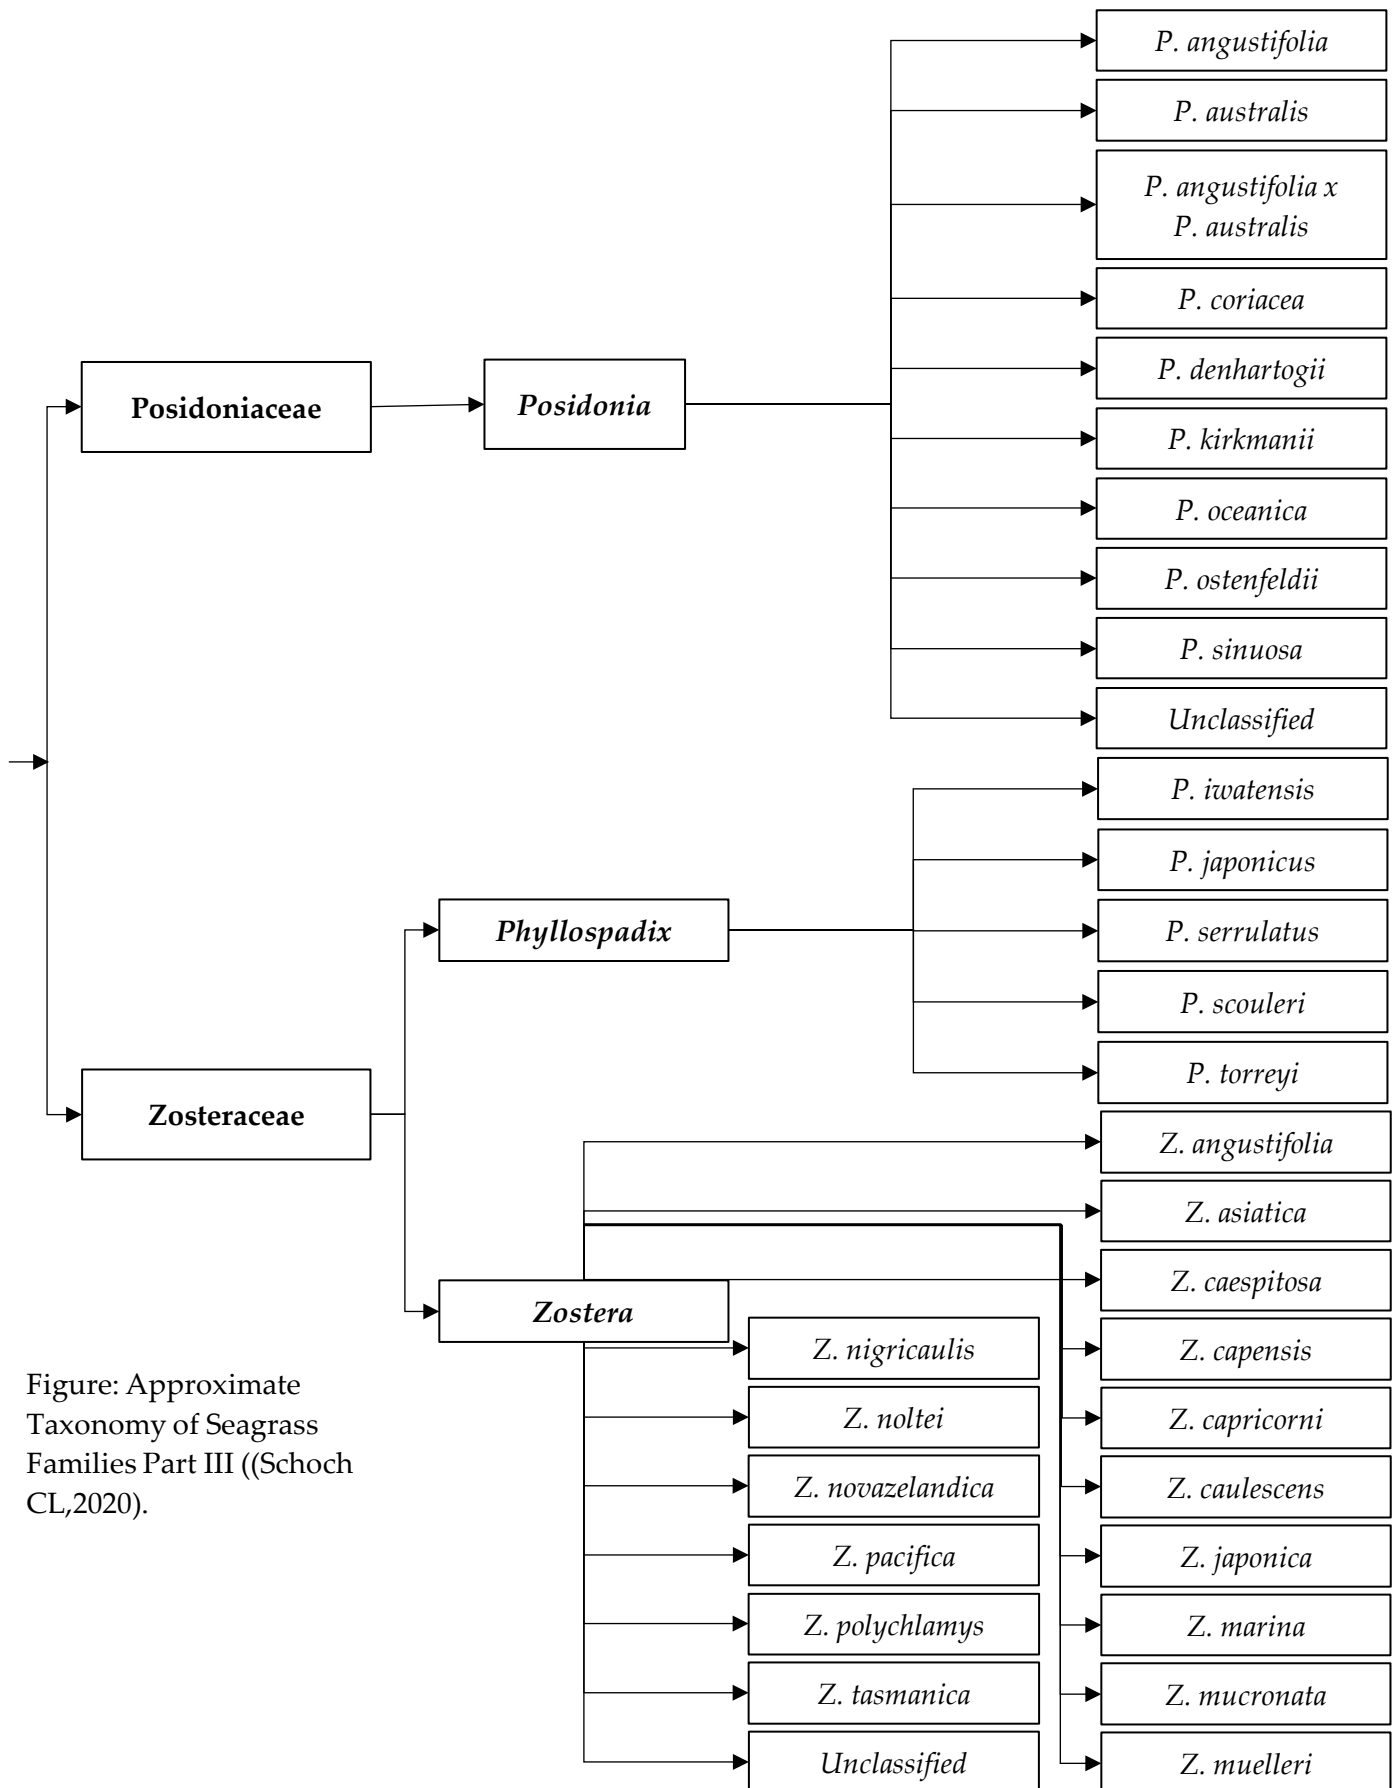 P. angustifolia
P. australis
P. angustifolia x
P. australis
P. coriacea
P. denhartogii
P. kirkmanii
P. oceanica
P. ostenfeldii
P. sinuosa
Unclassified
Posidoniaceae
Posidonia
P. iwatensis
P. japonicus
P. serrulatus
P. scouleri
P. torreyi
Phyllospadix
Zosteraceae
Z. angustifolia
Z. asiatica
Z. caespitosa
Zostera
Z. capensis
Z. capricorni
Z. caulescens
Z. japonica
Z. marina
Z. mucronata
Z. muelleri
Z. nigricaulis
Z. noltei
Z. novazelandica
Z. pacifica
Z. polychlamys
Z. tasmanica
Unclassified
Figure: Approximate
Taxonomy of Seagrass
Families Part III ((Schoch
CL,2020).